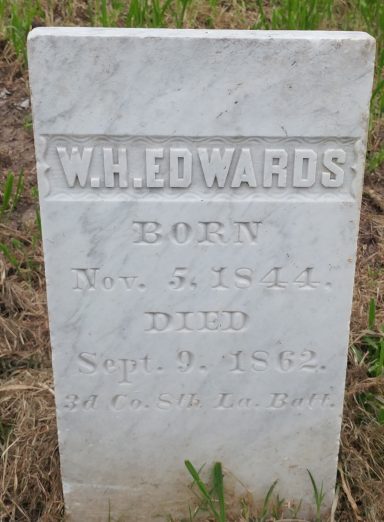 W.H.EDWARDS
BORN
Nov. 5, 1844.
DIED
Sept. 9, 1862.
3d Co. 8th La. Batt.